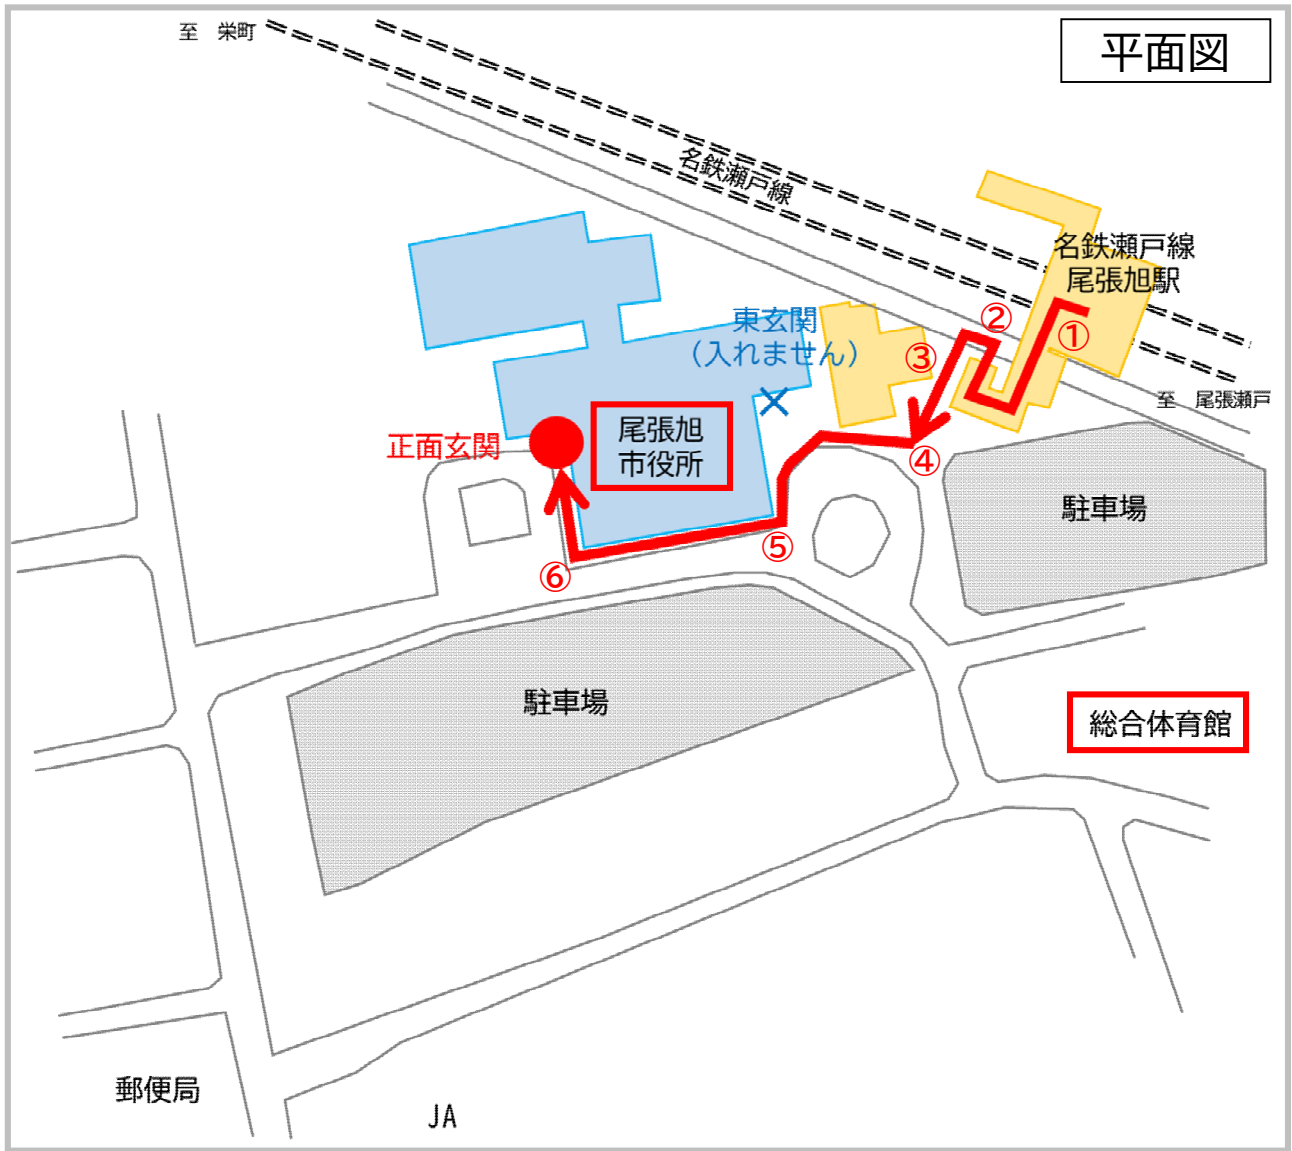 至　栄町
平面図
名鉄瀬戸線
名鉄瀬戸線
尾張旭駅
①
②
③
東玄関
（入れません）
至　尾張瀬戸
尾張旭
市役所
正面玄関
④
駐車場
⑤
⑥
駐車場
総合体育館
郵便局
JA